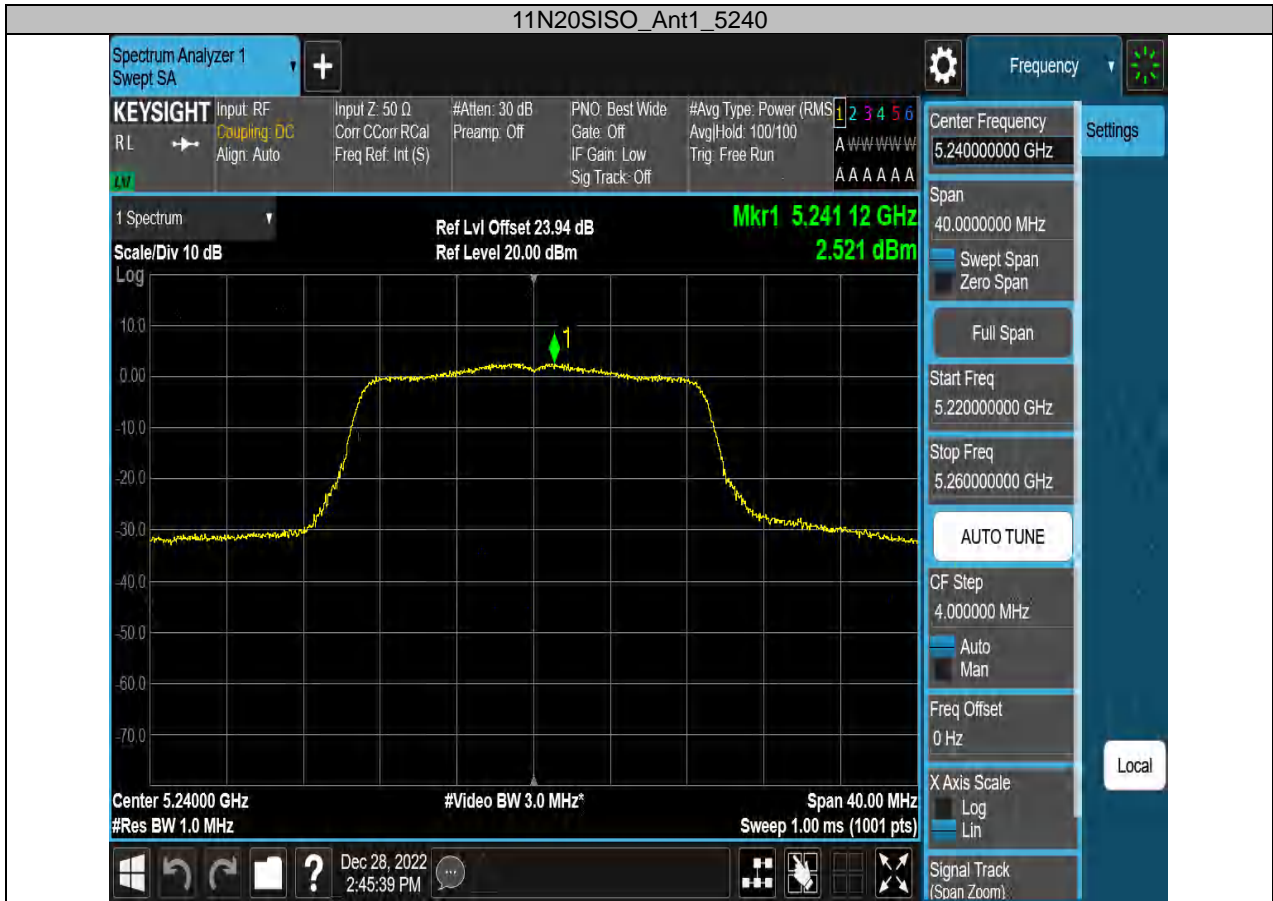 11N20SISO_Ant1_5240
Spectrum Analyzer 1
Swept SA
Frequency
KEYSIGHT
RL
Input: RF
Coupling: DC
Align: Auto
Input Z: 50 Ω
Corr CCorr RCal
Freq Ref: Int (S)
#Atten: 30 dB
Preamp: Off
PNO: Best Wide
Gate: Off
IF Gain: Low
Sig Track: Off
#Avg Type: Power (RMS
Avg|Hold: 100/100
Trig: Free Run
1 2 3 4 5 6
A W W W W W
A A A A A A
Center Frequency
5.240000000 GHz
Settings
Span
40.0000000 MHz
Swept Span
Zero Span
Full Span
Start Freq
5.220000000 GHz
Stop Freq
5.260000000 GHz
AUTO TUNE
CF Step
4.000000 MHz
Auto
Man
Freq Offset
0 Hz
X Axis Scale
Log
Lin
Signal Track
(Span Zoom)
Local
1 Spectrum
Scale/Div 10 dB
Log
Ref Lvl Offset 23.94 dB
Ref Level 20.00 dBm
Mkr1 5.241 12 GHz
2.521 dBm
1
10.0
0.00
-10.0
-20.0
-30.0
-40.0
-50.0
-60.0
-70.0
Center 5.24000 GHz
#Res BW 1.0 MHz
#Video BW 3.0 MHz*
Span 40.00 MHz
Sweep 1.00 ms (1001 pts)
?
Dec 28, 2022
2:45:39 PM